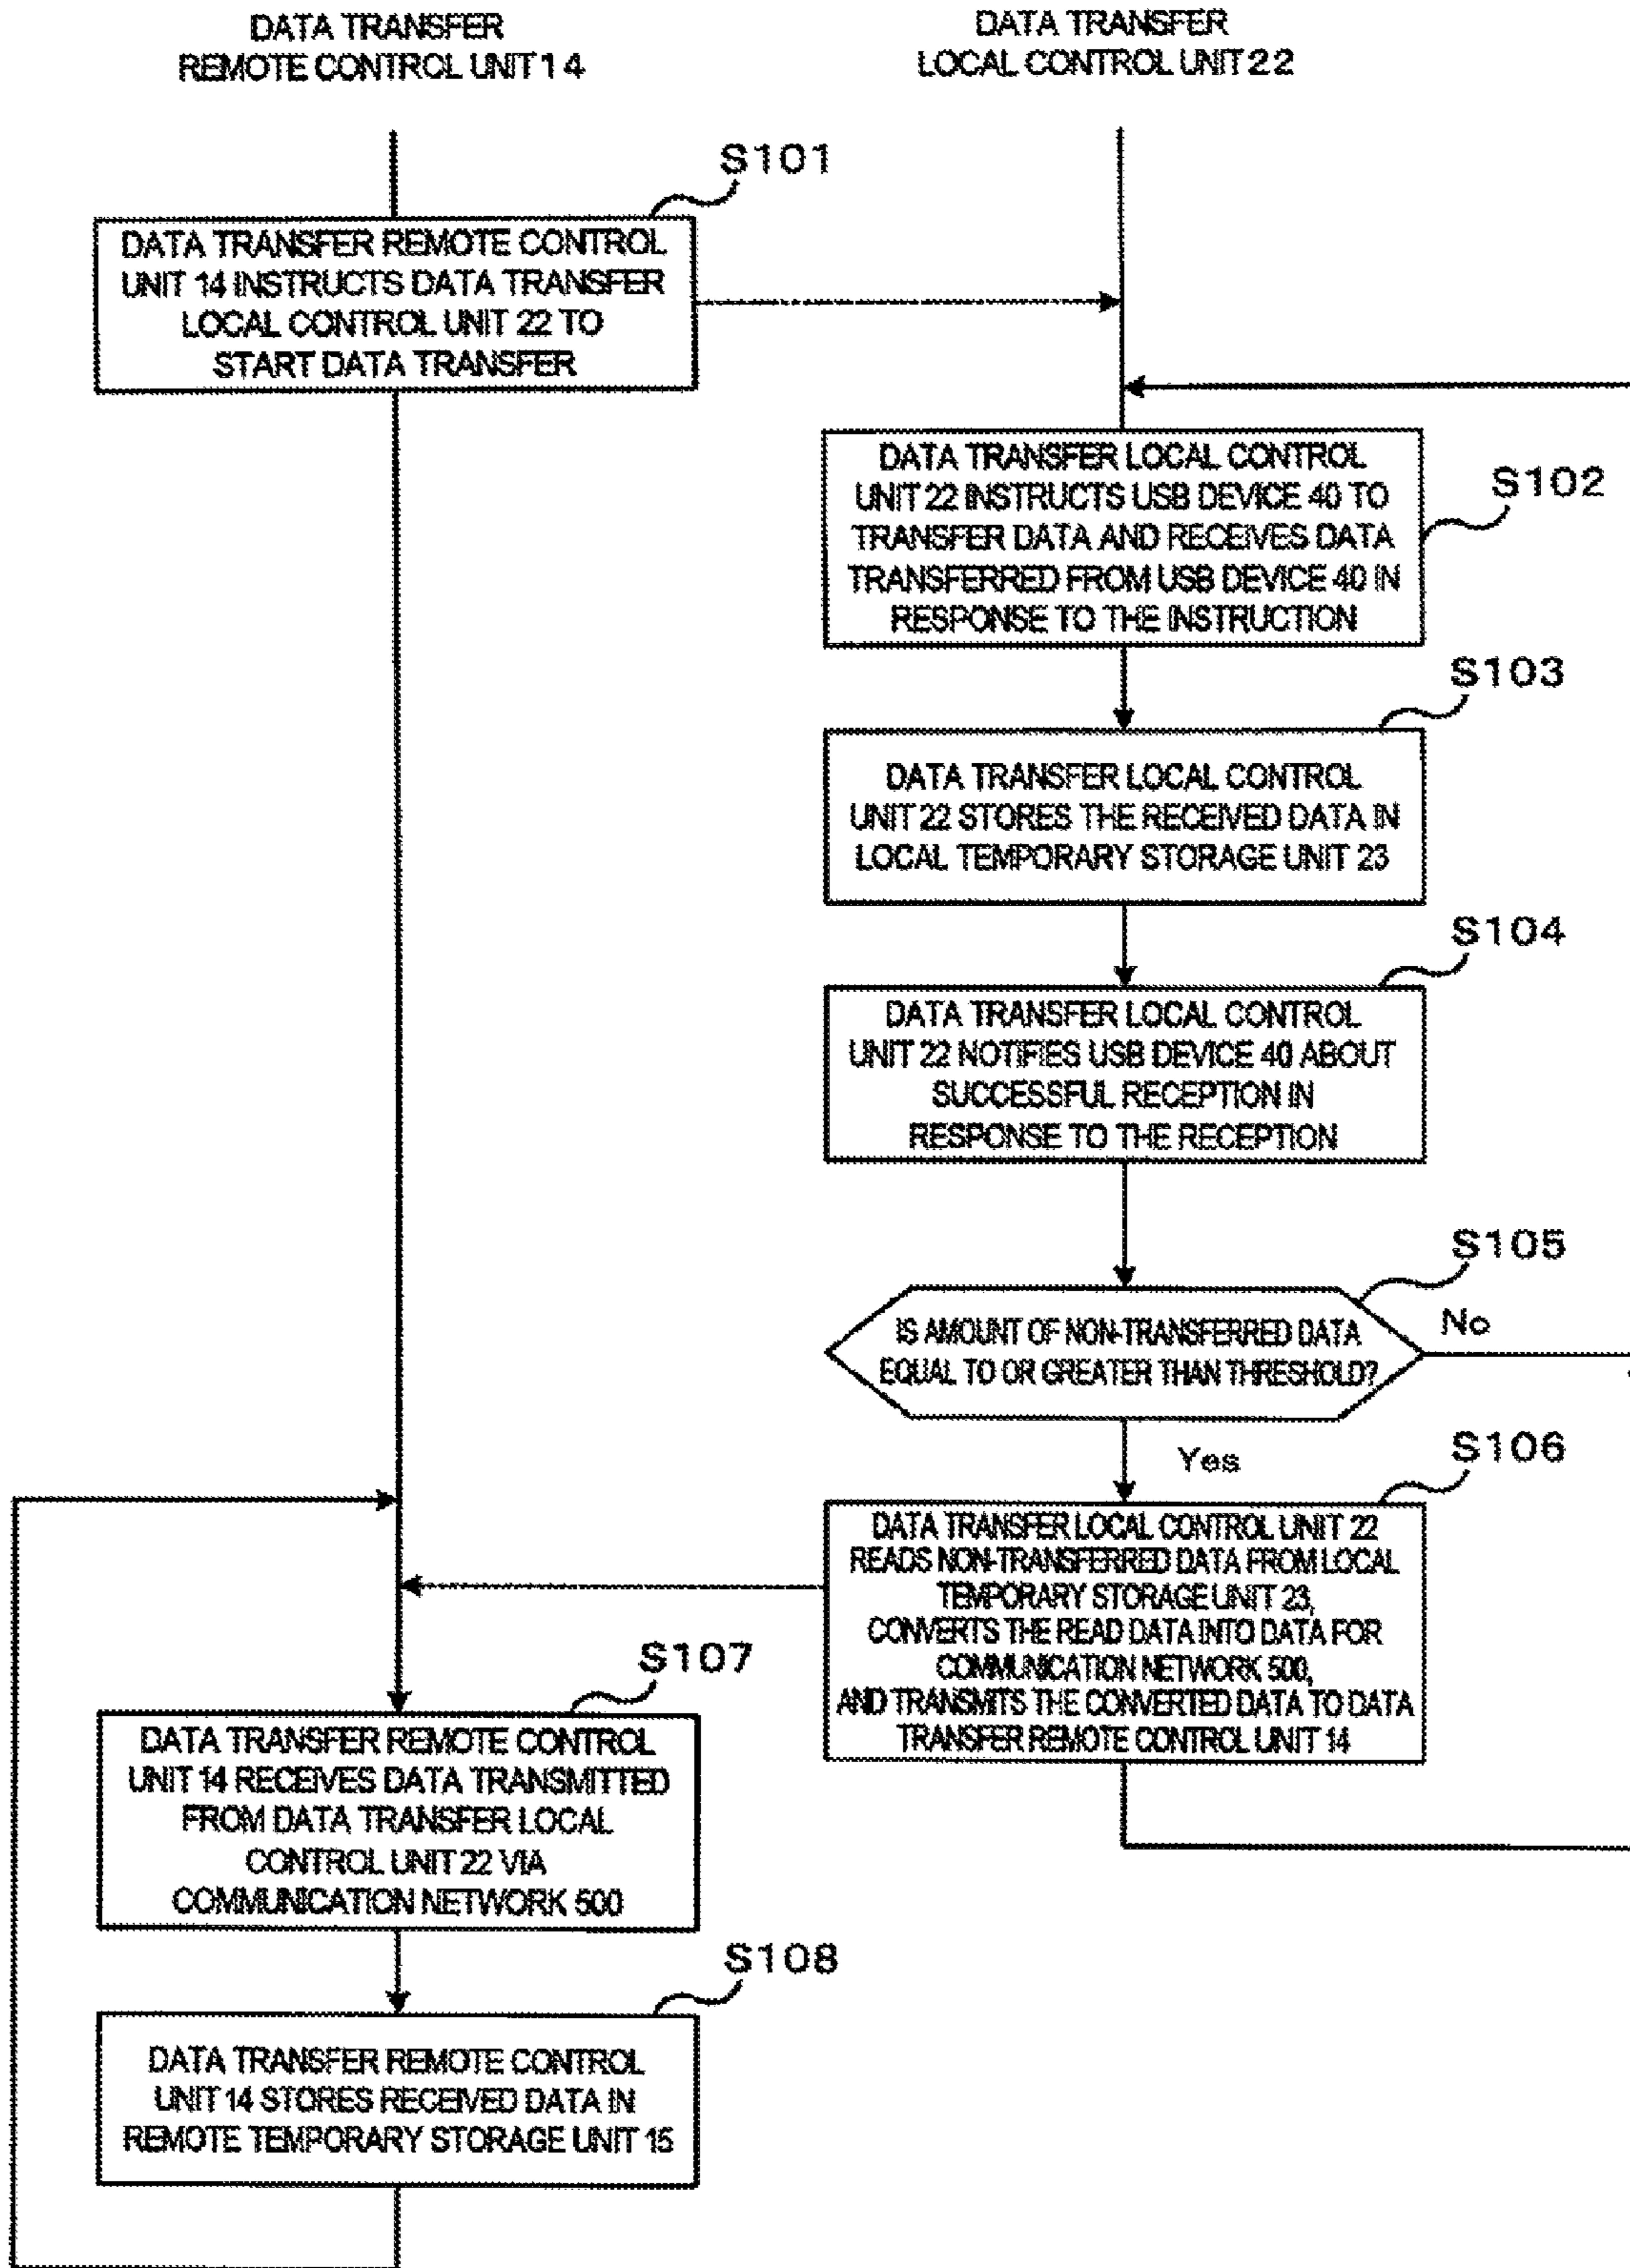 DATA TRANSFER
REMOTE CONTROL UNIT 14
DATA TRANSFER
LOCAL CONTROL UNIT 22
S101
DATA TRANSFER REMOTE CONTROL
UNIT 14 INSTRUCTS DATA TRANSFER
LOCAL CONTROL UNIT 22 TO
START DATA TRANSFER
S102
DATA TRANSFER LOCAL CONTROL
UNIT 22 INSTRUCTS USB DEVICE 40 TO
TRANSFER DATA AND RECEIVES DATA
TRANSFERRED FROM USB DEVICE 40 IN
RESPONSE TO THE INSTRUCTION
S103
DATA TRANSFER LOCAL CONTROL
UNIT 22 STORES THE RECEIVED DATA IN
LOCAL TEMPORARY STORAGE UNIT 23
S104
DATA TRANSFER LOCAL CONTROL
UNIT 22 NOTIFIES USB DEVICE 40 ABOUT
SUCCESSFUL RECEPTION IN
RESPONSE TO THE RECEPTION
S105
IS AMOUNT OF NON-TRANSFERRED DATA
EQUAL TO OR GREATER THAN THRESHOLD?
No
Yes
S106
DATA TRANSFER LOCAL CONTROL UNIT 22
READS NON-TRANSFERRED DATA FROM LOCAL
TEMPORARY STORAGE UNIT 23,
CONVERTS THE READ DATA INTO DATA FOR
COMMUNICATION NETWORK 500,
AND TRANSMITS THE CONVERTED DATA TO DATA
TRANSFER REMOTE CONTROL UNIT 14
S107
DATA TRANSFER REMOTE CONTROL
UNIT 14 RECEIVES DATA TRANSMITTED
FROM DATA TRANSFER LOCAL
CONTROL UNIT 22 VIA
COMMUNICATION NETWORK 500
S108
DATA TRANSFER REMOTE CONTROL
UNIT 14 STORES RECEIVED DATA IN
REMOTE TEMPORARY STORAGE UNIT 15